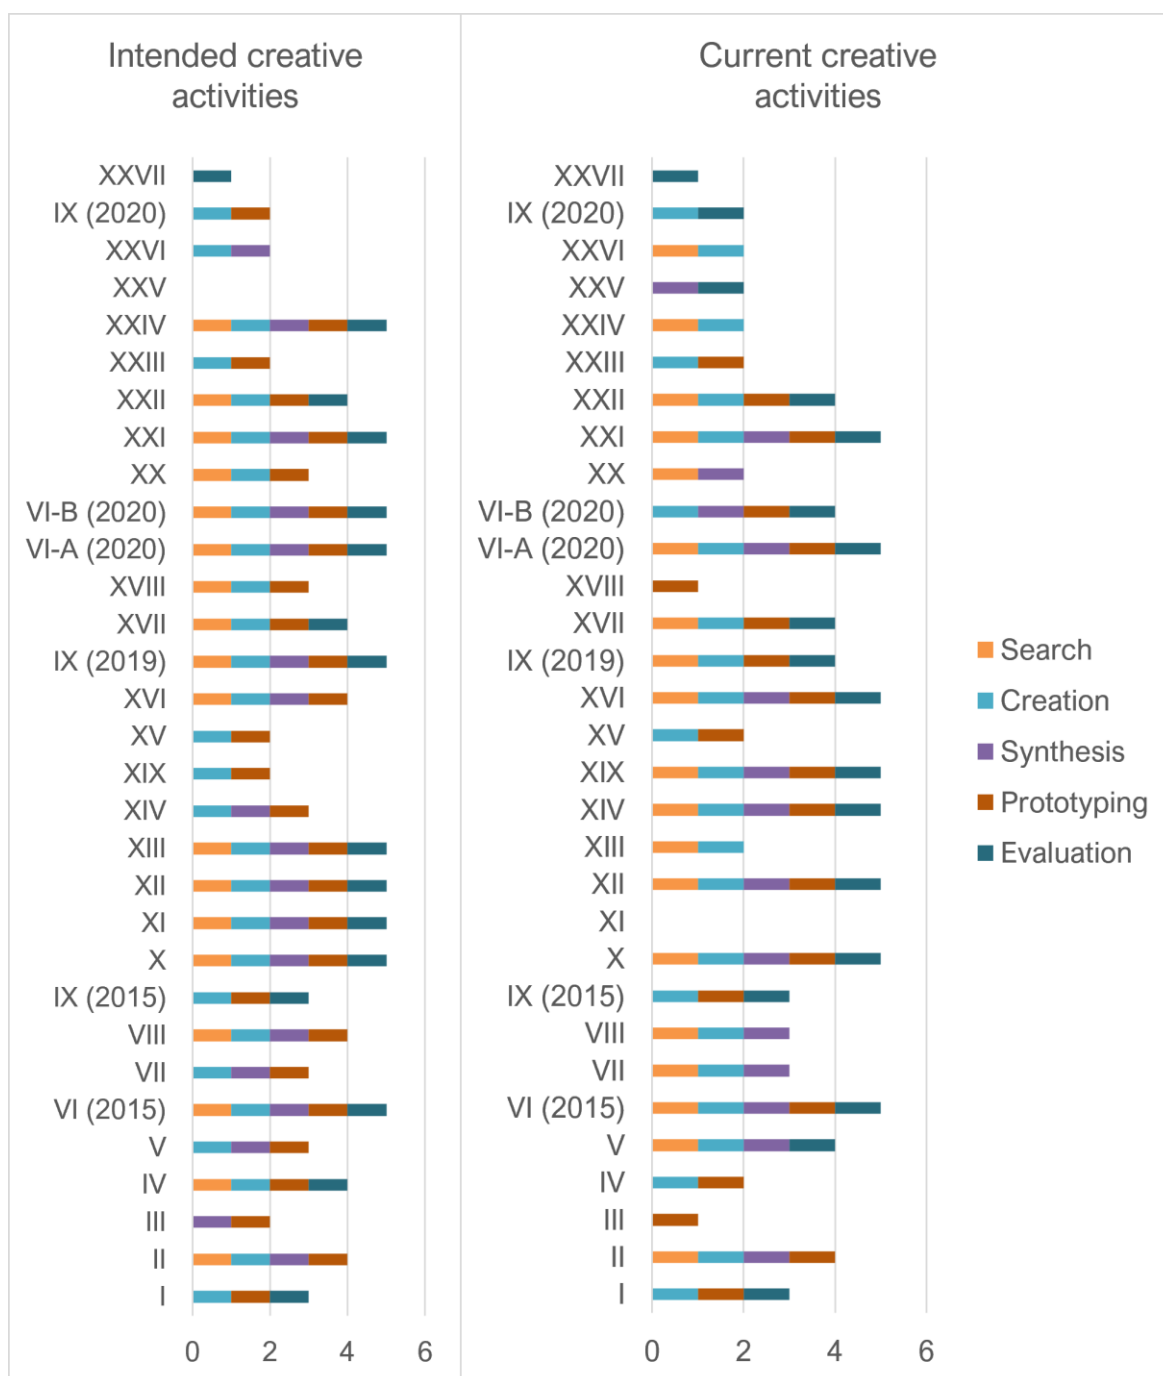 Intended creative
activities
XXVII
IX (2020)
XXVI
XXV
XXIV
XXIII
XXII
XXI
XX
VI-B (2020)
VI-A (2020)
XVIII
XVII
IX (2019)
XVI
XV
XIX
XIV
XIII
XII
XI
X
IX (2015)
VIII
VII
VI (2015)
V
IV
III
II
I
0 2 4 6
Current creative
activities
XXVII
IX (2020)
XXVI
XXV
XXIV
XXIII
XXII
XXI
XX
VI-B (2020)
VI-A (2020)
XVIII
XVII
IX (2019)
XVI
XV
XIX
XIV
XIII
XII
XI
X
IX (2015)
VIII
VII
VI (2015)
V
IV
III
II
I
0 2 4 6
Search
Creation
Synthesis
Prototyping
Evaluation